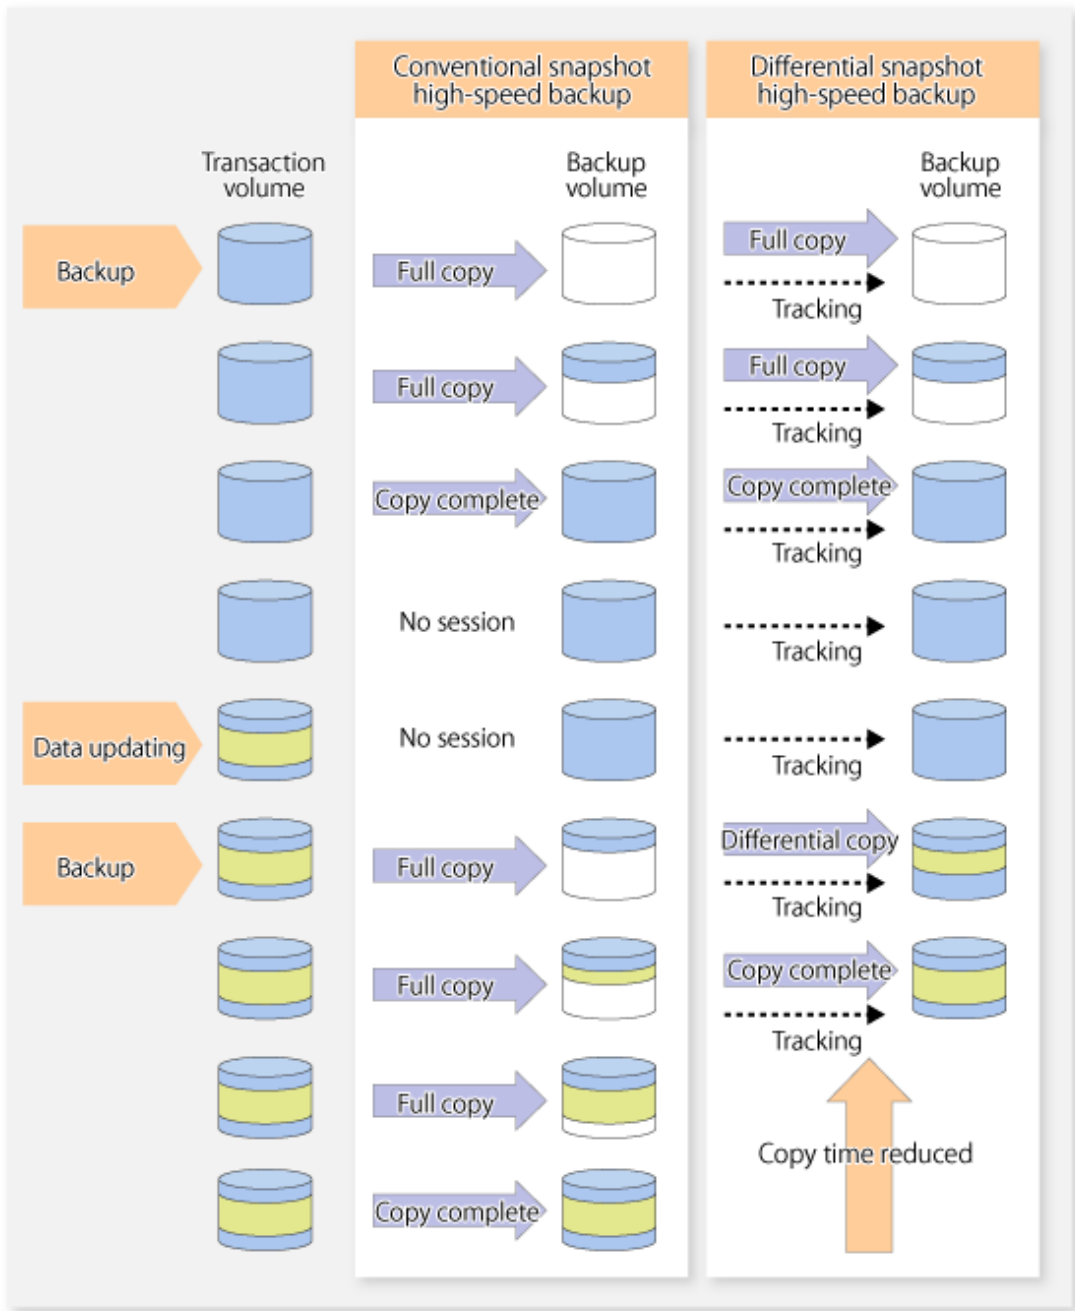 Conventional snapshot
high-speed backup
Differential snapshot
high-speed backup
Transaction
volume
Backup
volume
Backup
volume
Backup
Full copy
Full copy
Tracking
Full copy
Full copy
Tracking
Copy complete
Copy complete
Tracking
No session
Tracking
Data updating
No session
Tracking
Backup
Full copy
Differential copy
Tracking
Full copy
Copy complete
Tracking
Full copy
Copy time reduced
Copy complete